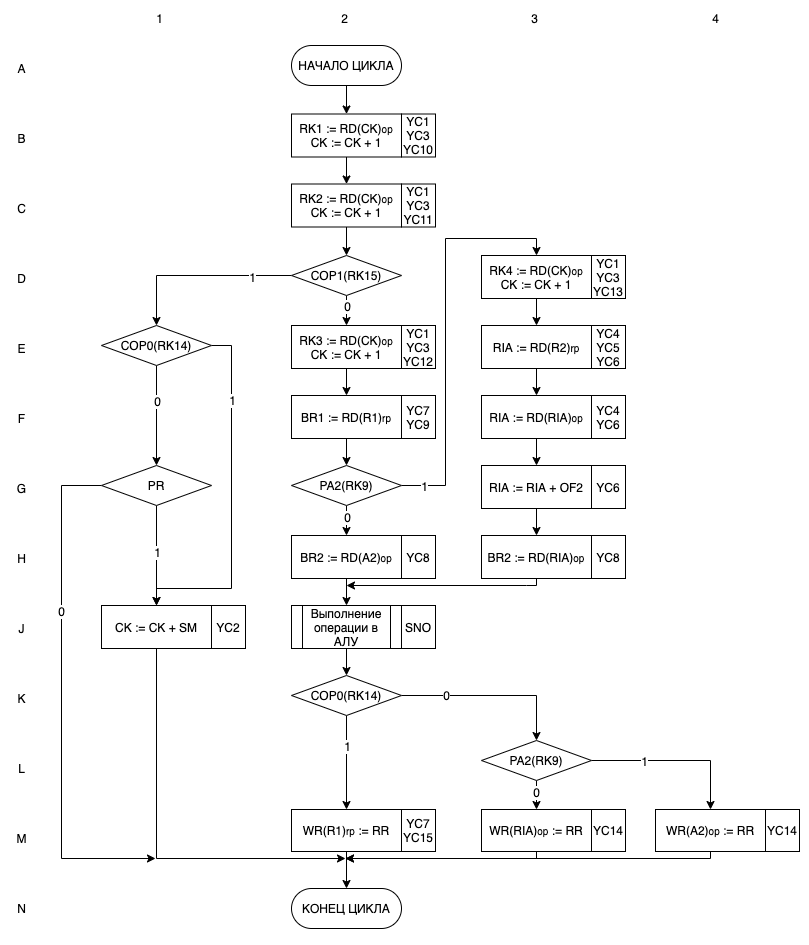 1 2 3 4
A
НАЧАЛО ЦИКЛА
B
RK1 := RD(CK)op
CK := CK + 1
YC1
YC3
YC10
C
RK2 := RD(CK)op
CK := CK + 1
YC1
YC3
YC11
D
1
COP1(RK15)
0
RK4 := RD(CK)op
CK := CK + 1
YC1
YC3
YC13
E
COP0(RK14)
0
1
RK3 := RD(CK)op
CK := CK + 1
YC1
YC3
YC12
RIA := RD(R2)rp
YC4
YC5
YC6
F
BR1 := RD(R1)rp
YC7
YC9
RIA := RD(RIA)op
YC4
YC6
G
PR
1
0
PA2(RK9)
1
0
RIA := RIA + OF2
YC6
H
BR2 := RD(A2)op
YC8
BR2 := RD(RIA)op
YC8
J
CK := CK + SM
YC2
Выполнение
операции в
АЛУ
SNO
K
COP0(RK14)
0
1
L
PA2(RK9)
1
0
M
WR(R1)rp := RR
YC7
YC15
WR(RIA)op := RR
YC14
WR(A2)op := RR
YC14
N
КОНЕЦ ЦИКЛА